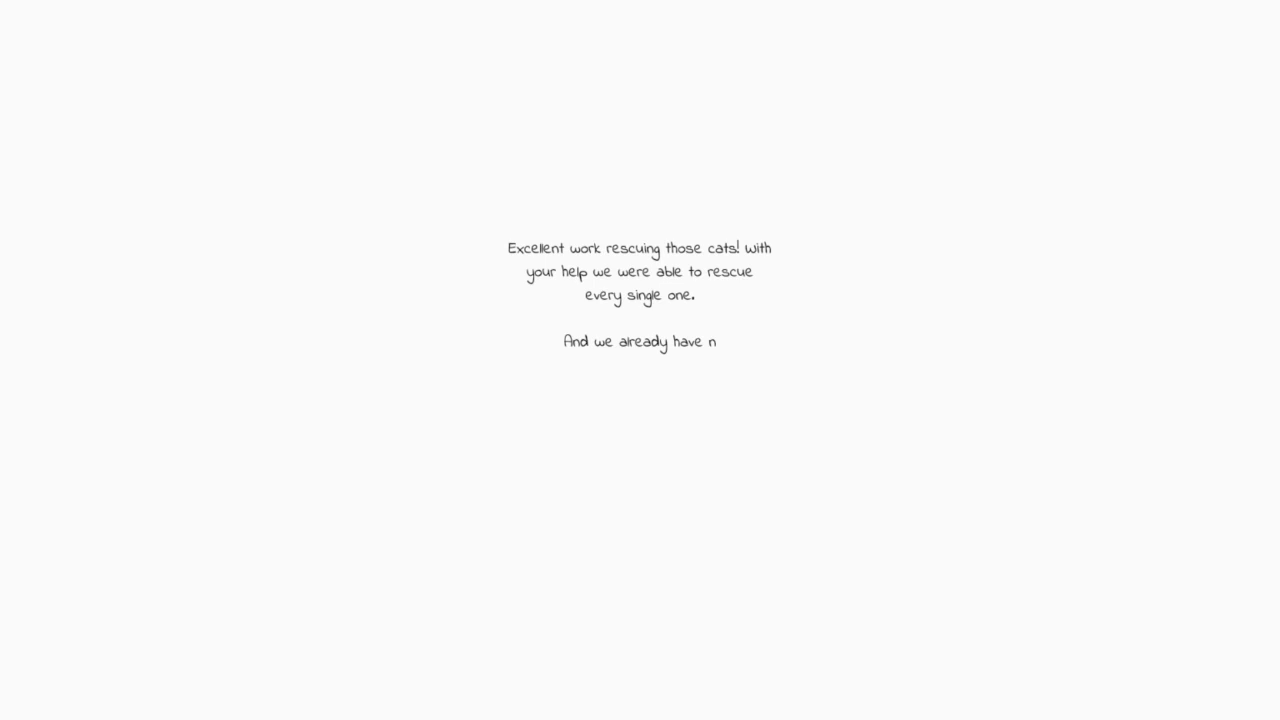 Excellent work rescuing those cats! With
your help we were able to rescue
every single one.
And we already have n